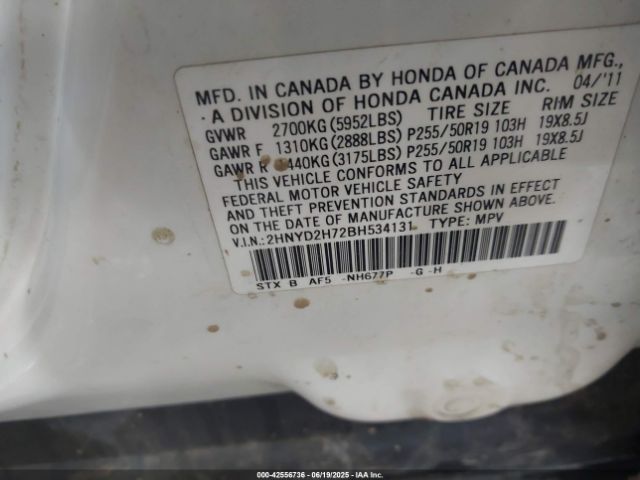 MFD. IN CANADA BY HONDA OF CANADA MFG.,
A DIVISION OF HONDA CANADA INC. 04/'11
GVWR 2700KG(5952LBS) TIRE SIZE RIM SIZE
GAWR F 1310KG(2888LBS) P255/50R19 103H 19X8.5J
GAWR R 1440KG(3175LBS) P255/50R19 103H 19X8.5J
THIS VEHICLE CONFORMS TO ALL APPLICABLE
FEDERAL MOTOR VEHICLE SAFETY
AND THEFT PREVENTION STANDARDS IN EFFECT
ON THE DATE OF MANUFACTURE SHOWN ABOVE.
V.I.N.:2HNYD2H72BH534131 TYPE: MPV
STX B AF5 -NH677P -G -H
000-42556736 - 06/19/2025 - IAA, Inc.